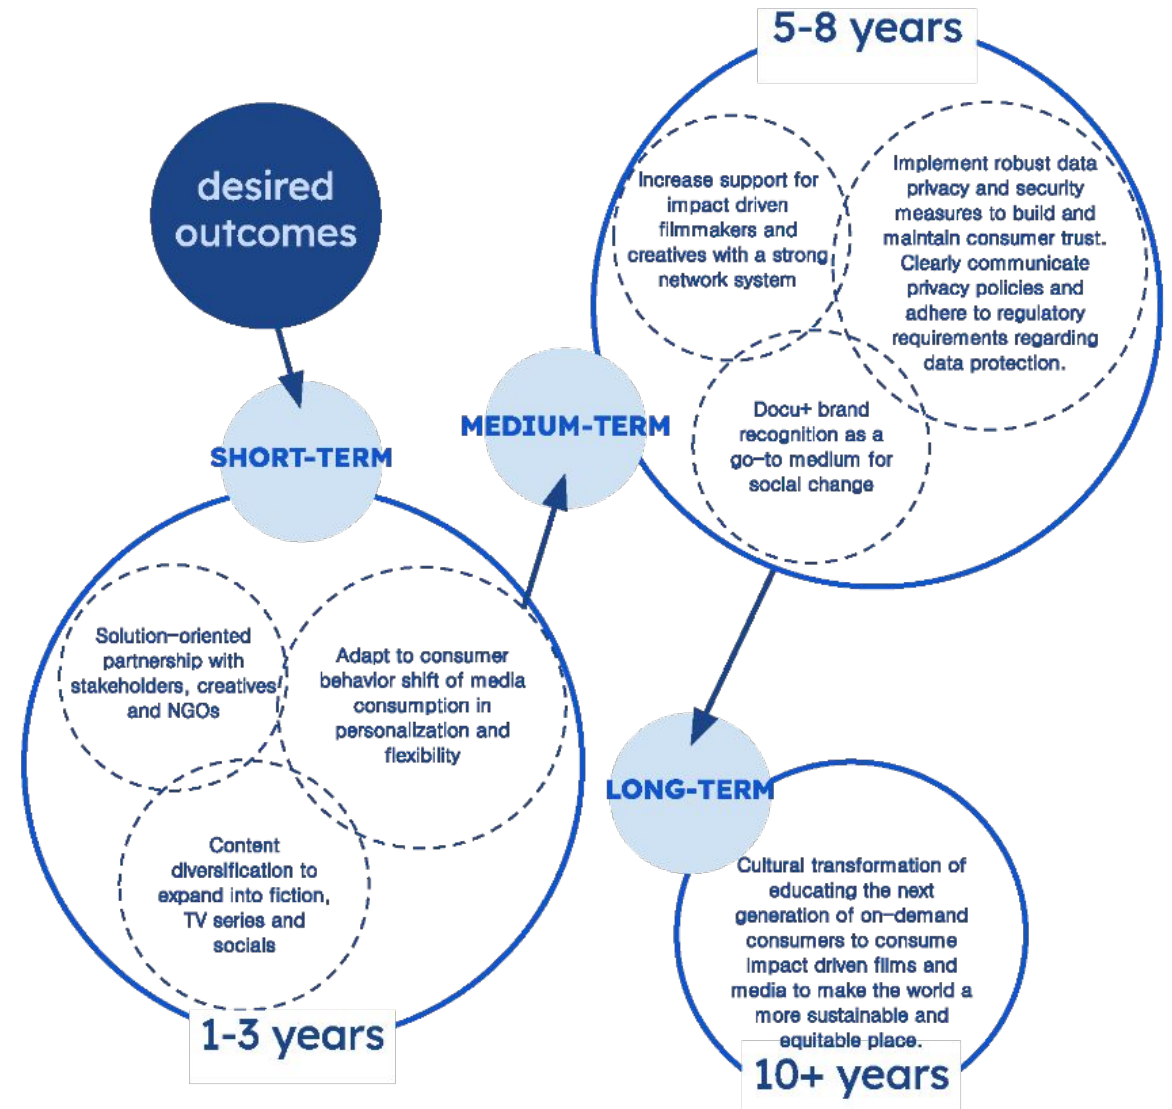 desired
outcomes
SHORT-TERM
Solution-oriented
partnership with
stakeholders, creatives
and NGOs
Adapt to consumer
behavior shift of media
consumption in
personalization and
flexibility
Content
diversification to
expand into fiction,
TV series and
socials
1-3 years
MEDIUM-TERM
5-8 years
Increase support for
impact driven
filmmakers and
creatives with a strong
network system
Implement robust data
privacy and security
measures to build and
maintain consumer trust.
Clearly communicate
privacy policies and
adhere to regulatory
requirements regarding
data protection.
Docu+ brand
recognition as a
go-to medium for
social change
LONG-TERM
Cultural transformation of
educating the next
generation of on-demand
consumers to consume
impact driven films and
media to make the world a
more sustainable and
equitable place.
10+ years